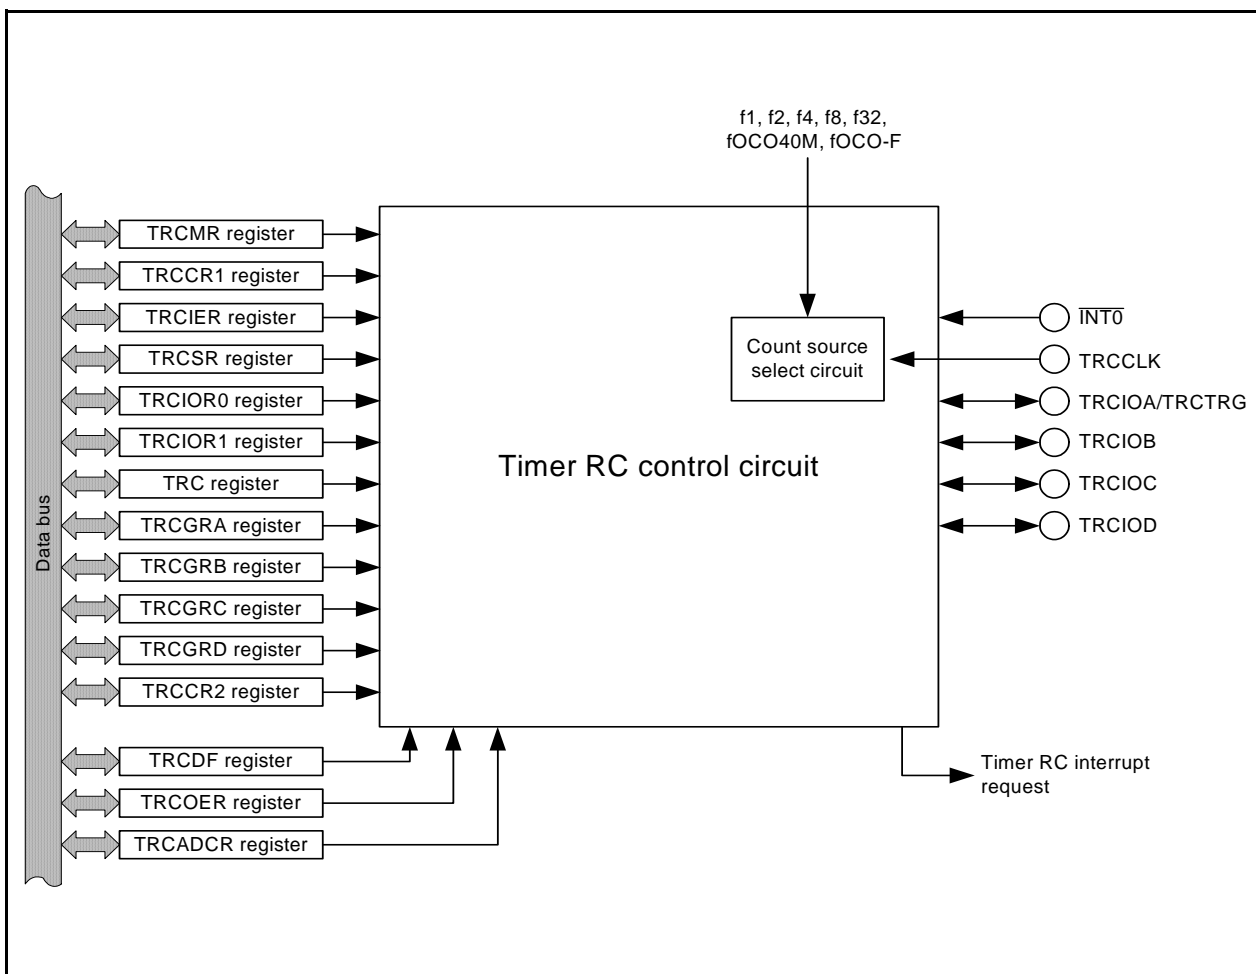 f1, f2, f4, f8, f32,
fOCO40M, fOCO-F
Data bus
TRCMR register
TRCCR1 register
TRCIER register
TRCSR register
TRCIOR0 register
TRCIOR1 register
TRC register
TRCGRA register
TRCGRB register
TRCGRC register
TRCGRD register
TRCCR2 register
TRCDF register
TRCOER register
TRCADCR register
Timer RC control circuit
Count source
select circuit
I̅N̅T̅0̅
TRCCLK
TRCIOA/TRCTRG
TRCIOB
TRCIOC
TRCIOD
Timer RC interrupt
request